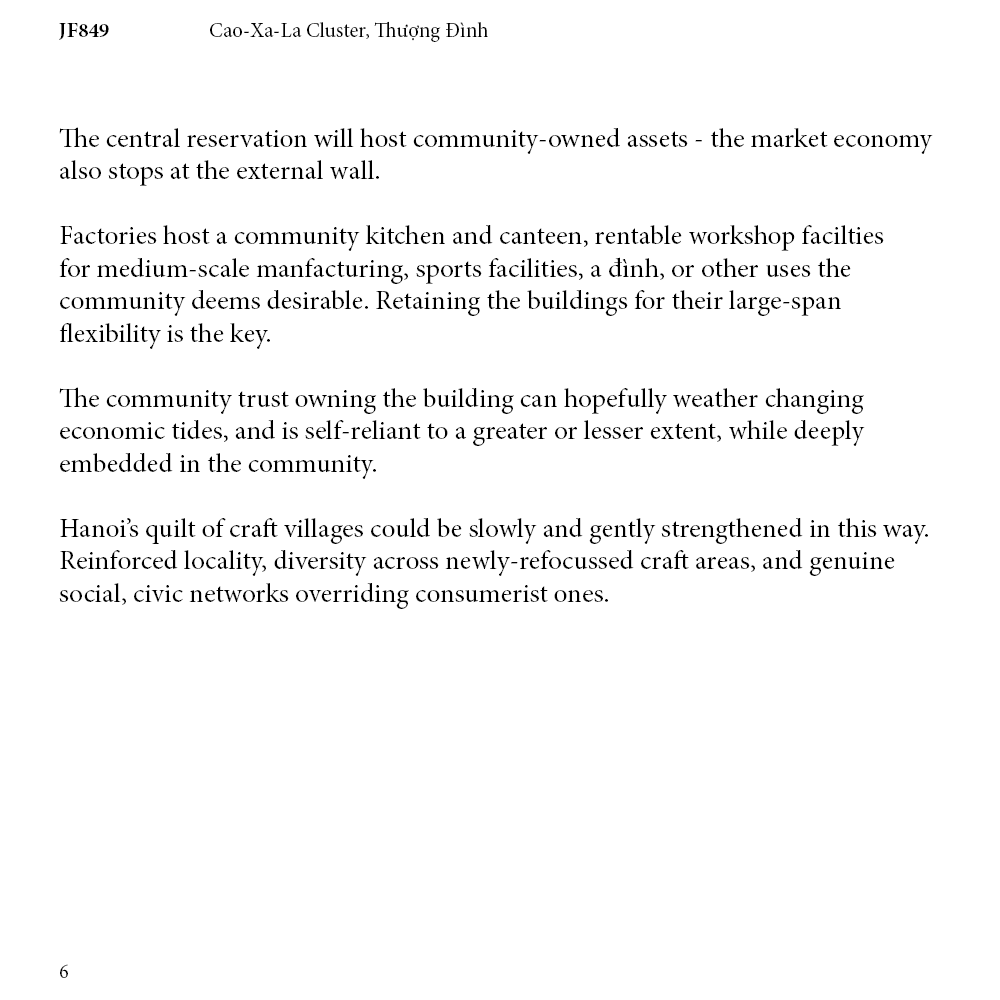 JF849 Cao-Xa-La Cluster, Thượng Đình
The central reservation will host community-owned assets - the market economy
also stops at the external wall.
Factories host a community kitchen and canteen, rentable workshop facilties
for medium-scale manfacturing, sports facilities, a đình, or other uses the
community deems desirable. Retaining the buildings for their large-span
flexibility is the key.
The community trust owning the building can hopefully weather changing
economic tides, and is self-reliant to a greater or lesser extent, while deeply
embedded in the community.
Hanoi’s quilt of craft villages could be slowly and gently strengthened in this way.
Reinforced locality, diversity across newly-refocussed craft areas, and genuine
social, civic networks overriding consumerist ones.
6